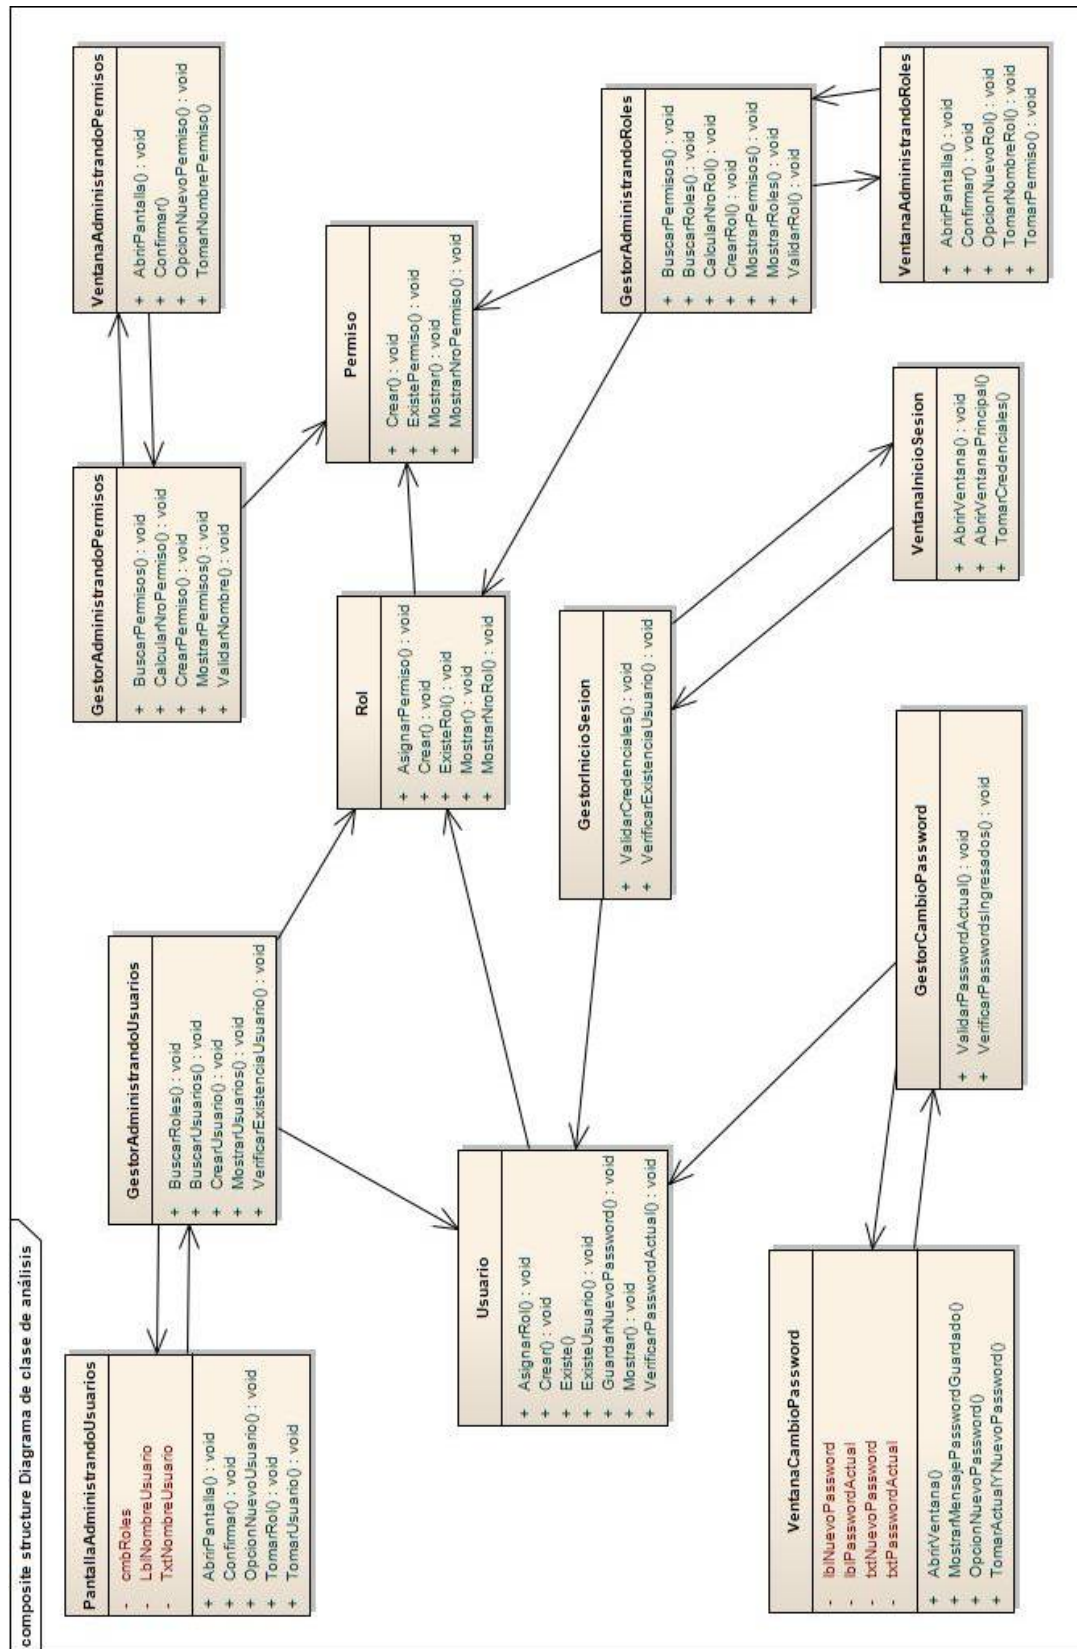 composite structure Diagrama de clase de análisis
PantallaAdministrandoUsuarios
- cmbRoles
- LblNombreUsuario
- TxtNombreUsuario
+ AbrirPantalla() : void
+ Confirmar() : void
+ OpcionNuevoUsuario() : void
+ TomarRol() : void
+ TomarUsuario() : void
GestorAdministrandoUsuarios
+ BuscarRoles() : void
+ BuscarUsuarios() : void
+ CrearUsuario() : void
+ MostrarUsuarios() : void
+ VerificarExistenciaUsuario() : void
GestorAdministrandoPermisos
+ BuscarPermisos() : void
+ CalcularNroPermiso() : void
+ CrearPermiso() : void
+ MostrarPermisos() : void
+ ValidarNombre() : void
VentanaAdministrandoPermisos
+ AbrirPantalla() : void
+ Confirmar()
+ OpcionNuevoPermiso() : void
+ TomarNombrePermiso()
Rol
+ AsignarPermiso() : void
+ Crear() : void
+ ExisteRol() : void
+ Mostrar() : void
+ MostrarNroRol() : void
Permiso
+ Crear() : void
+ ExistePermiso() : void
+ Mostrar() : void
+ MostrarNroPermiso() : void
Usuario
+ AsignarRol() : void
+ Crear() : void
+ Existe()
+ ExisteUsuario() : void
+ GuardarNuevoPassword() : void
+ Mostrar() : void
+ VerificarPasswordActual() : void
GestorInicioSesion
+ ValidarCredenciales() : void
+ VerificarExistenciaUsuario() : void
GestorAdministrandoRoles
+ BuscarPermisos() : void
+ BuscarRoles() : void
+ CalcularNroRol() : void
+ CrearRol() : void
+ MostrarPermisos() : void
+ MostrarRoles() : void
+ ValidarRol() : void
VentanaCambioPassword
- lblNuevoPassword
- lblPasswordActual
- txtNuevoPassword
- txtPasswordActual
+ AbrirVentana()
+ MostrarMensajePasswordGuardado()
+ OpcionNuevoPassword()
+ TomarActualYNuevoPassword()
GestorCambioPassword
+ ValidarPasswordActual() : void
+ VerificarPasswordsIngresados() : void
VentanaInicioSesion
+ AbrirVentana() : void
+ AbrirVentanaPrincipal()
+ TomarCredenciales()
VentanaAdministrandoRoles
+ AbrirPantalla() : void
+ Confirmar() : void
+ OpcionNuevoRol() : void
+ TomarNombreRol() : void
+ TomarPermiso() : void